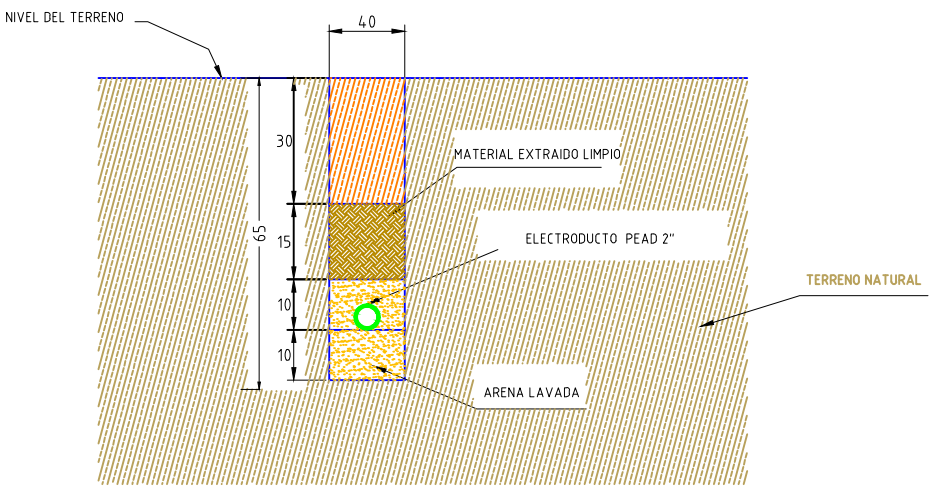 NIVEL DEL TERRENO
40
30
MATERIAL EXTRAIDO LIMPIO
65
15
ELECTRODUCTO PEAD 2"
TERRENO NATURAL
10
10
ARENA LAVADA